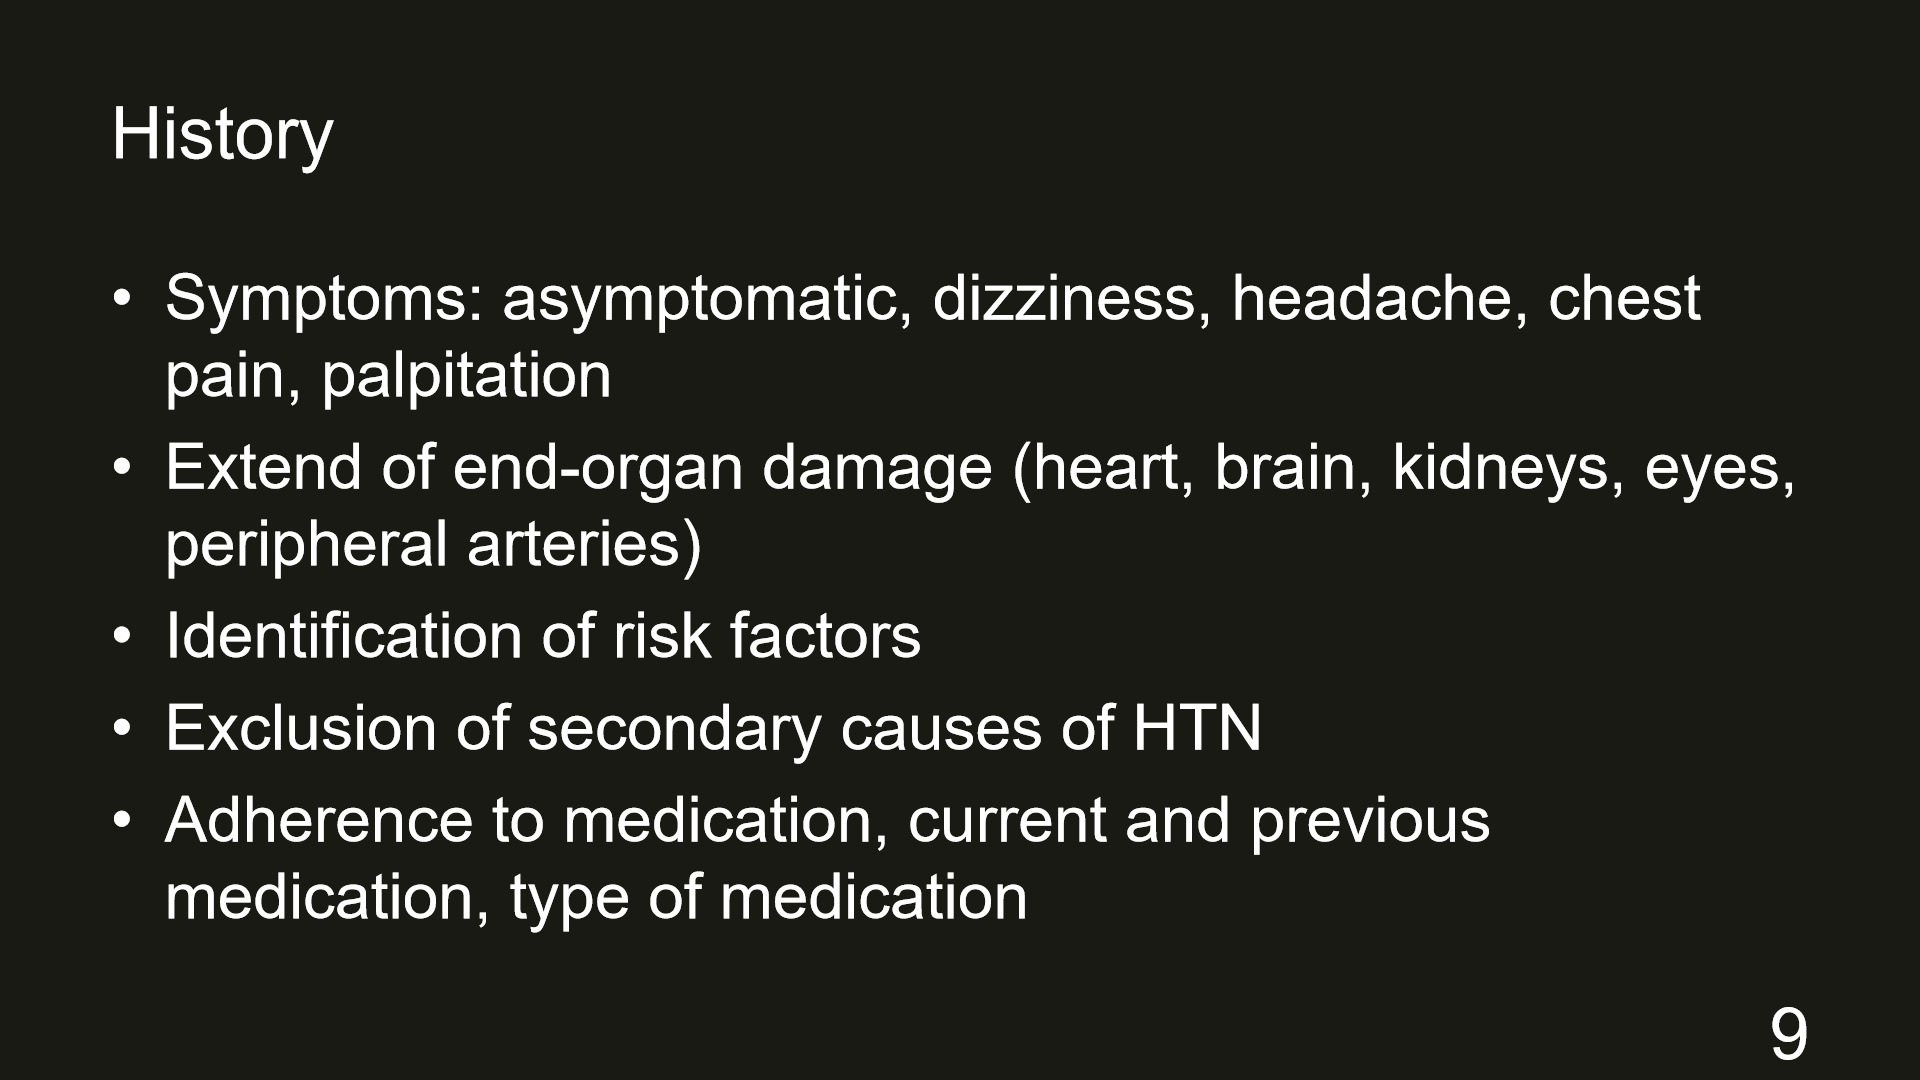 History
• Symptoms: asymptomatic, dizziness, headache, chest
pain, palpitation
• Extend of end-organ damage (heart, brain, kidneys, eyes,
peripheral arteries)
• Identification of risk factors
• Exclusion of secondary causes of HTN
• Adherence to medication, current and previous
medication, type of medication
9